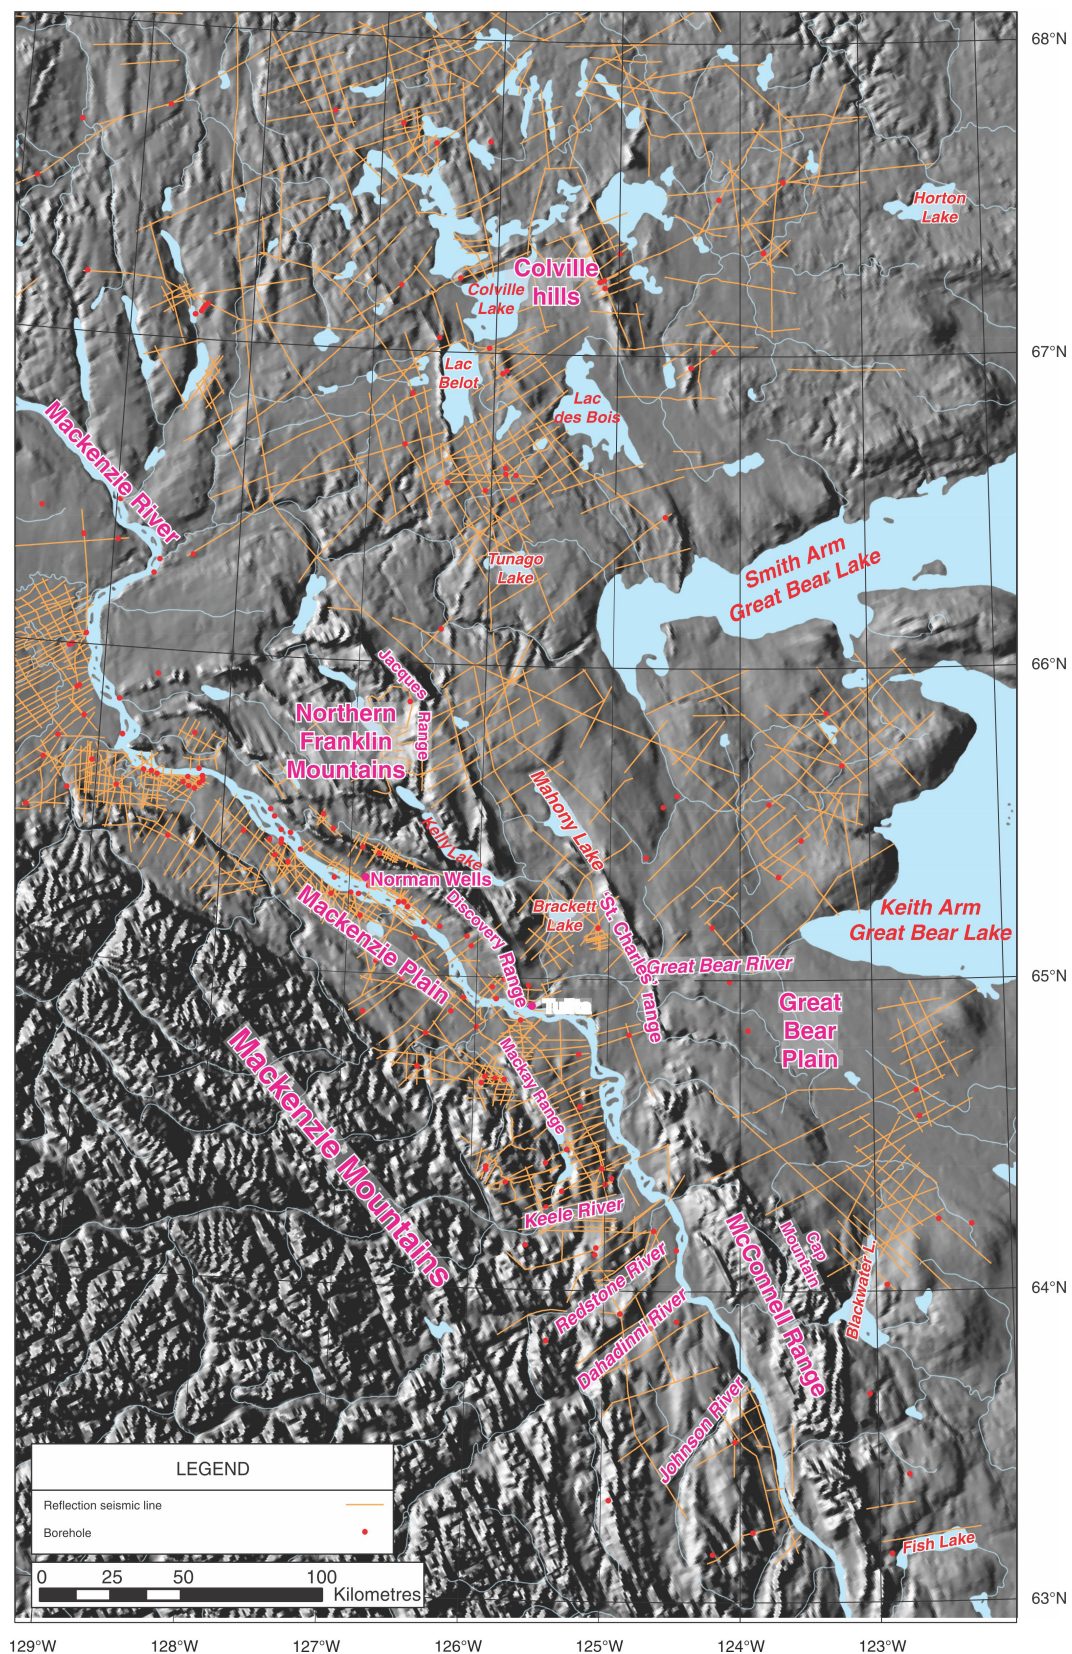 68°N
Horton
Lake
Colville
hills
Colville
Lake
67°N
Lac
Belot
Lac
des Bois
Mackenzie River
Tunago
Lake
Smith Arm
Great Bear Lake
66°N
Jacques
Range
Northern
Franklin
Mountains
Mahony Lake
Kelly Lake
Norman Wells
Mackenzie Plain
Discovery Range
Brackett
Lake
'St. Charles' range
Keith Arm
Great Bear Lake
Great Bear River
65°N
Tulita
Great
Bear
Plain
Mackenzie Mountains
Mackay Range
Keele River
Redstone River
Dahadinni River
McConnell Range
Cap
Mountain
Blackwater L.
64°N
Johnson River
LEGEND
Reflection seismic line
Borehole
Fish Lake
0 25 50 100
Kilometres
63°N
129°W 128°W 127°W 126°W 125°W 124°W 123°W